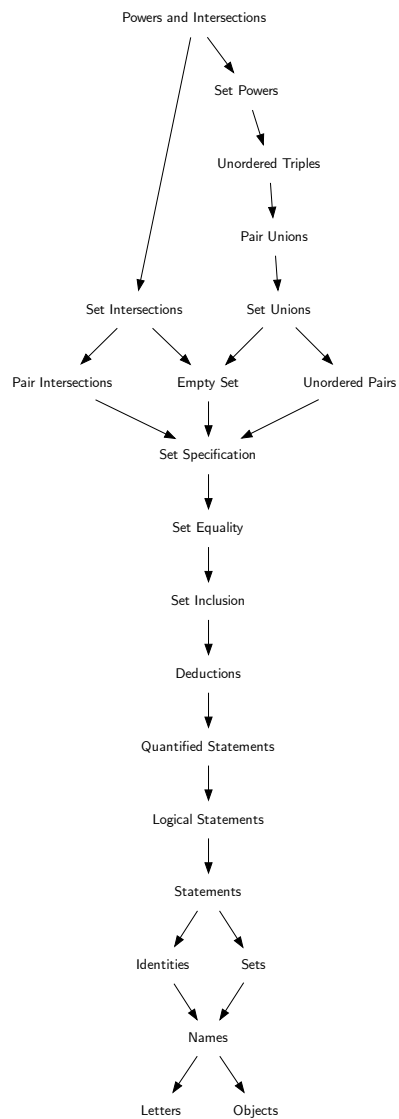 Powers and Intersections
Set Powers
Unordered Triples
Pair Unions
Set Intersections
Set Unions
Pair Intersections
Empty Set
Unordered Pairs
Set Specification
Set Equality
Set Inclusion
Deductions
Quantified Statements
Logical Statements
Statements
Identities
Sets
Names
Letters
Objects